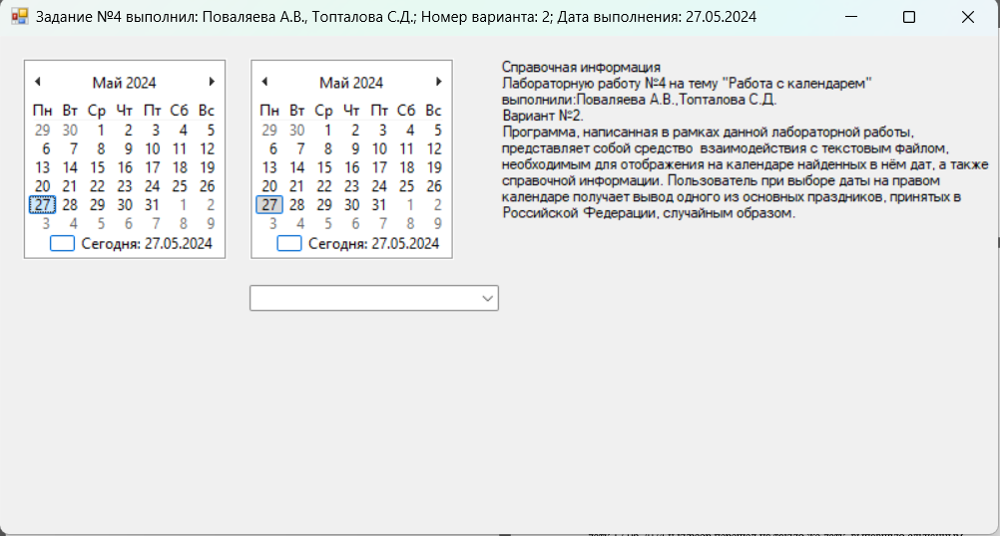 Задание №4 выполнил: Поваляева А.В., Топталова С.Д.; Номер варианта: 2; Дата выполнения: 27.05.2024
Май 2024
Пн Вт Ср Чт Пт Сб Вс
29 30 1 2 3 4 5
6 7 8 9 10 11 12
13 14 15 16 17 18 19
20 21 22 23 24 25 26
27 28 29 30 31 1 2
3 4 5 6 7 8 9
Сегодня: 27.05.2024
Май 2024
Пн Вт Ср Чт Пт Сб Вс
29 30 1 2 3 4 5
6 7 8 9 10 11 12
13 14 15 16 17 18 19
20 21 22 23 24 25 26
27 28 29 30 31 1 2
3 4 5 6 7 8 9
Сегодня: 27.05.2024
Справочная информация
Лабораторную работу №4 на тему "Работа с календарем"
выполнили:Поваляева А.В.,Топталова С.Д.
Вариант №2.
Программа, написанная в рамках данной лабораторной работы,
представляет собой средство  взаимодействия с текстовым файлом,
необходимым для отображения на календаре найденных в нём дат, а также
справочной информации. Пользователь при выборе даты на правом
календаре получает вывод одного из основных праздников, принятых в
Российской Федерации, случайным образом.